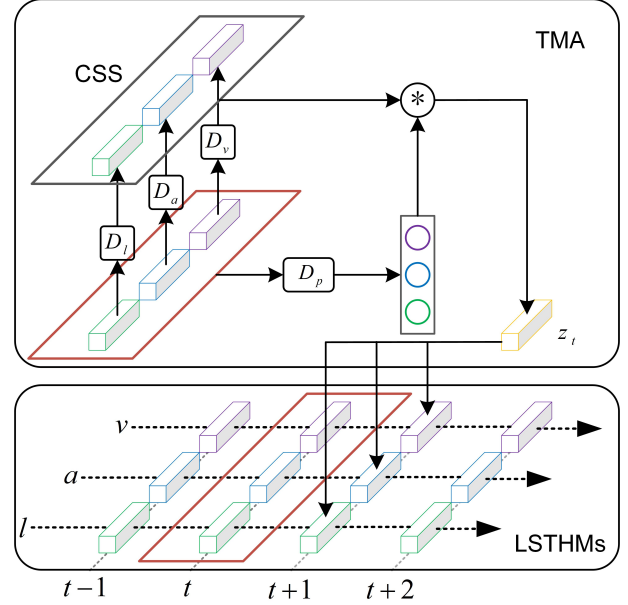 CSS
TMA
*
D_v
D_a
D_l
D_p
z_t
v
a
l
LSTHMs
t−1
t
t+1
t+2